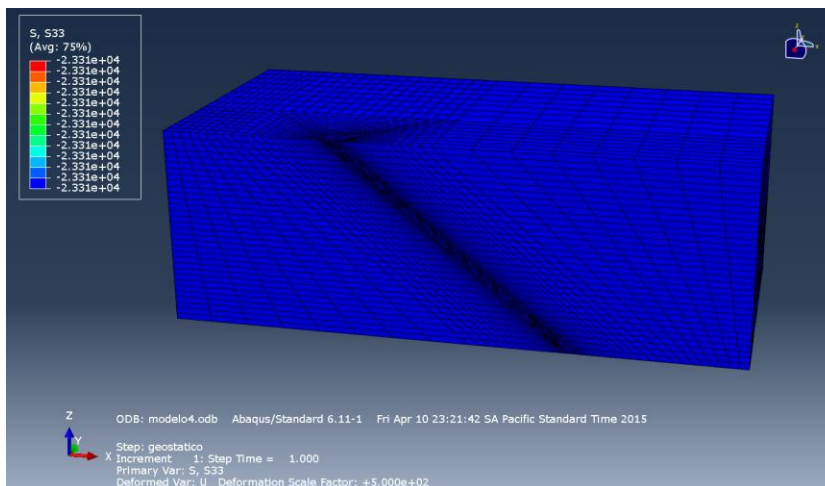 S, S33
(Avg: 75%)
-2.331e+04
-2.331e+04
-2.331e+04
-2.331e+04
-2.331e+04
-2.331e+04
-2.331e+04
-2.331e+04
-2.331e+04
-2.331e+04
-2.331e+04
-2.331e+04
-2.331e+04
Z
Y
X
ODB: modelo4.odb Abaqus/Standard 6.11-1 Fri Apr 10 23:21:42 SA Pacific Standard Time 2015
Step: geostatico
Increment 1: Step Time = 1.000
Primary Var: S, S33
Deformed Var: U Deformation Scale Factor: +5.000e+02